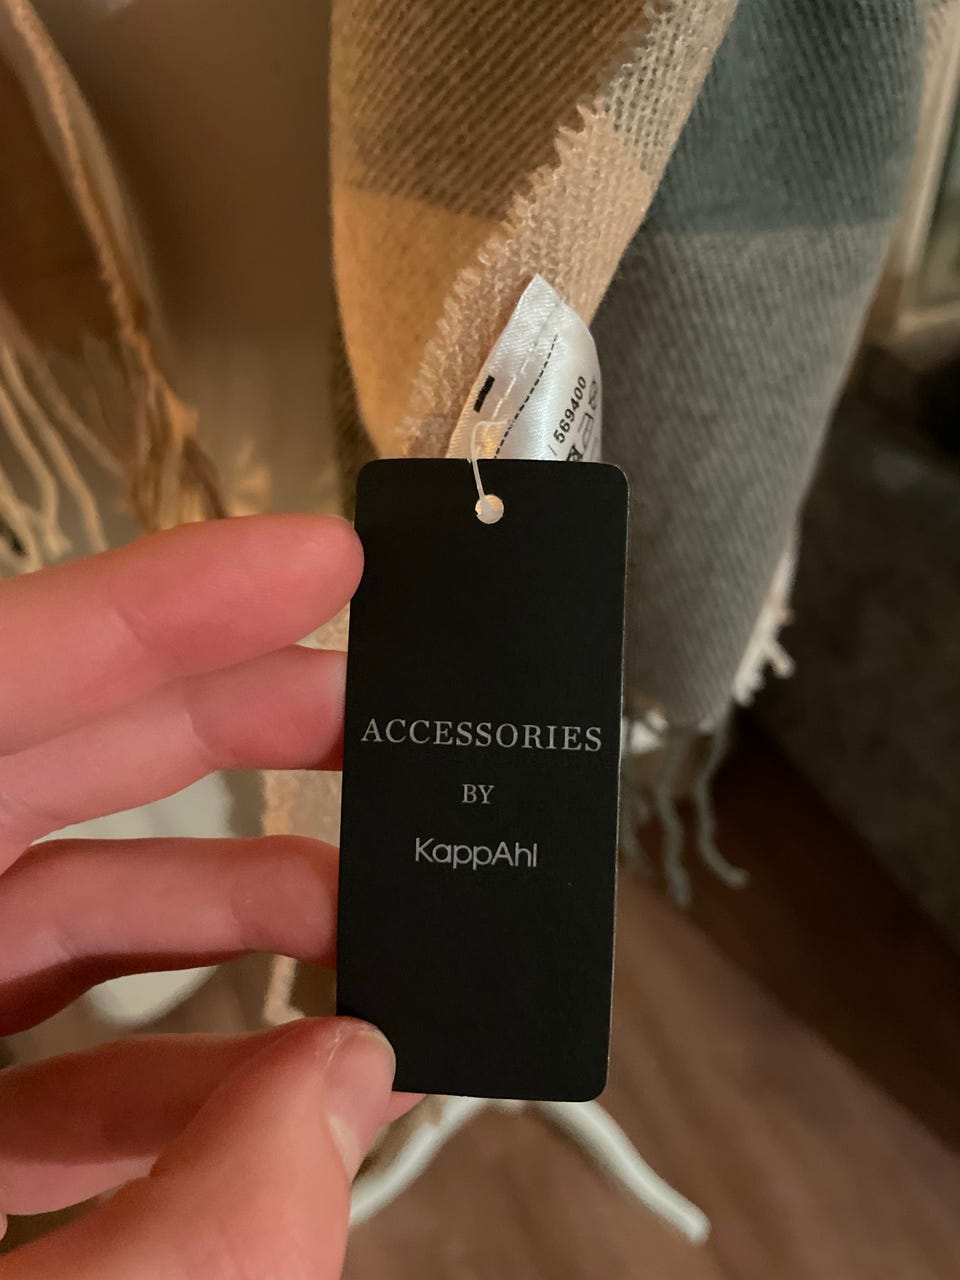 / 569400
ACCESSORIES
BY
KappAhl